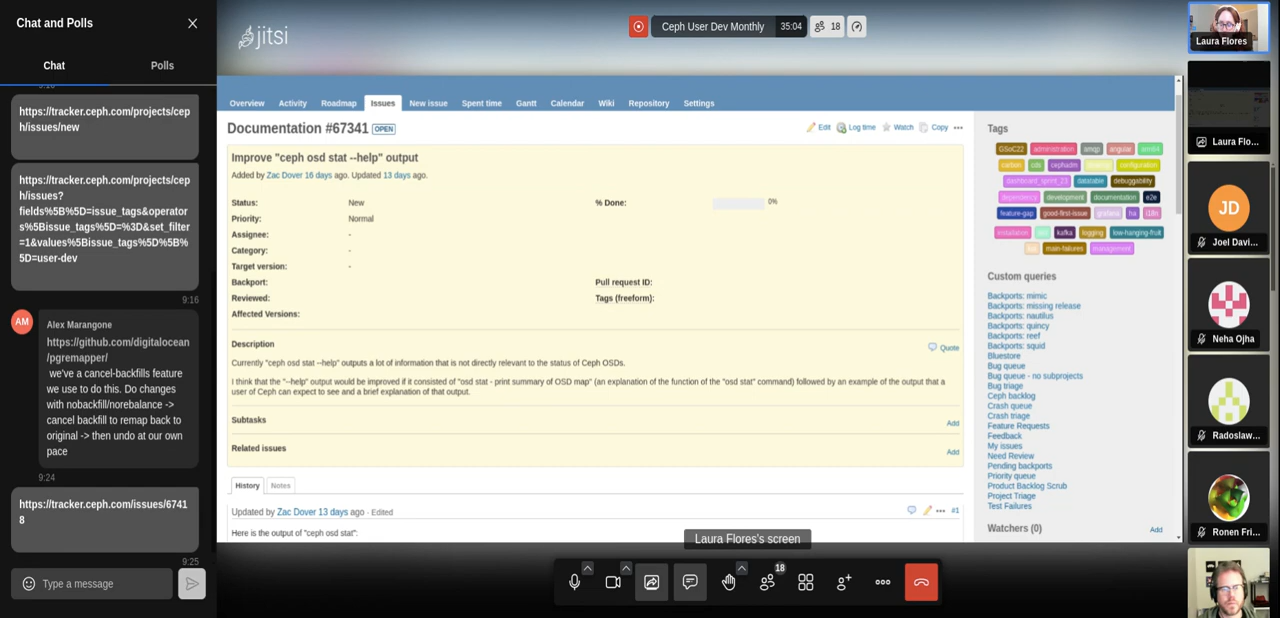 Chat and Polls
Chat
Polls
https://tracker.ceph.com/projects/cep
h/issues/new
https://tracker.ceph.com/projects/cep
h/issues?
fields%5B%5D=issue_tags&operator
s%5Bissue_tags%5D=%3D&set_filter
=1&values%5Bissue_tags%5D%5B%
5D=user-dev
9:16
AM
Alex Marangone
https://github.com/digitalocean
/pgremapper/
we've a cancel-backfills feature
we use to do this. Do changes
with nobackfill/norebalance ->
cancel backfill to remap back to
original -> then undo at our own
pace
9:24
https://tracker.ceph.com/issues/6741
8
9:25
Type a message
jitsi
Ceph User Dev Monthly
35:04
18
Overview Activity Roadmap Issues New issue Spent time Gantt Calendar Wiki Repository Settings
Documentation #67341 OPEN
Edit Log time Watch Copy
Improve "ceph osd stat --help" output
Added by Zac Dover 16 days ago. Updated 13 days ago.
Status: New
% Done: 0%
Priority: Normal
Assignee: -
Category: -
Target version: -
Backport:
Pull request ID:
Reviewed:
Tags (freeform):
Affected Versions:
Description
Quote
Currently "ceph osd stat --help" outputs a lot of information that is not directly relevant to the status of Ceph OSDs.
I think that the "--help" output would be improved if it consisted of "osd stat - print summary of OSD map" (an explanation of the function of the "osd stat" command) followed by an example of the output that a
user of Ceph can expect to see and a brief explanation of that output.
Subtasks
Add
Related issues
Add
History Notes
Updated by Zac Dover 13 days ago · Edited
#1
Here is the output of "ceph osd stat":
Tags
GSoC22 administration amqp angular arm64
carbon cds cephadm configuration
dashboard_sprint_23 datatable debuggability
dependency development documentation e2e
feature-gap good-first-issue grafana ha i18n
installation kafka logging low-hanging-fruit
main-failures management
Custom queries
Backports: mimic
Backports: missing release
Backports: nautilus
Backports: quincy
Backports: reef
Backports: squid
Bluestore
Bug queue
Bug queue - no subprojects
Bug triage
Ceph backlog
Crash queue
Crash triage
Feature Requests
Feedback
My issues
Need Review
Pending backports
Priority queue
Product Backlog Scrub
Project Triage
Test Failures
Watchers (0)
Add
Laura Flores's screen
18
Laura Flores
Laura Flo...
JD
Joel Davi...
Neha Ojha
Radoslaw...
Ronen Fri...